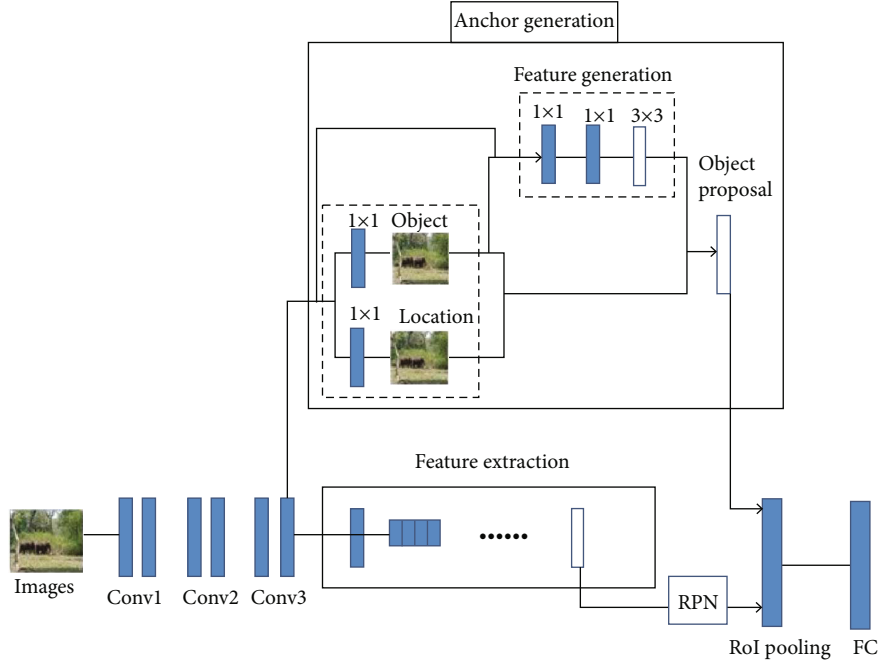 Anchor generation
Feature generation
1×1
1×1
3×3
Object
proposal
1×1
Object
1×1
Location
Feature extraction
Images
Conv1
Conv2
Conv3
RPN
RoI pooling
FC